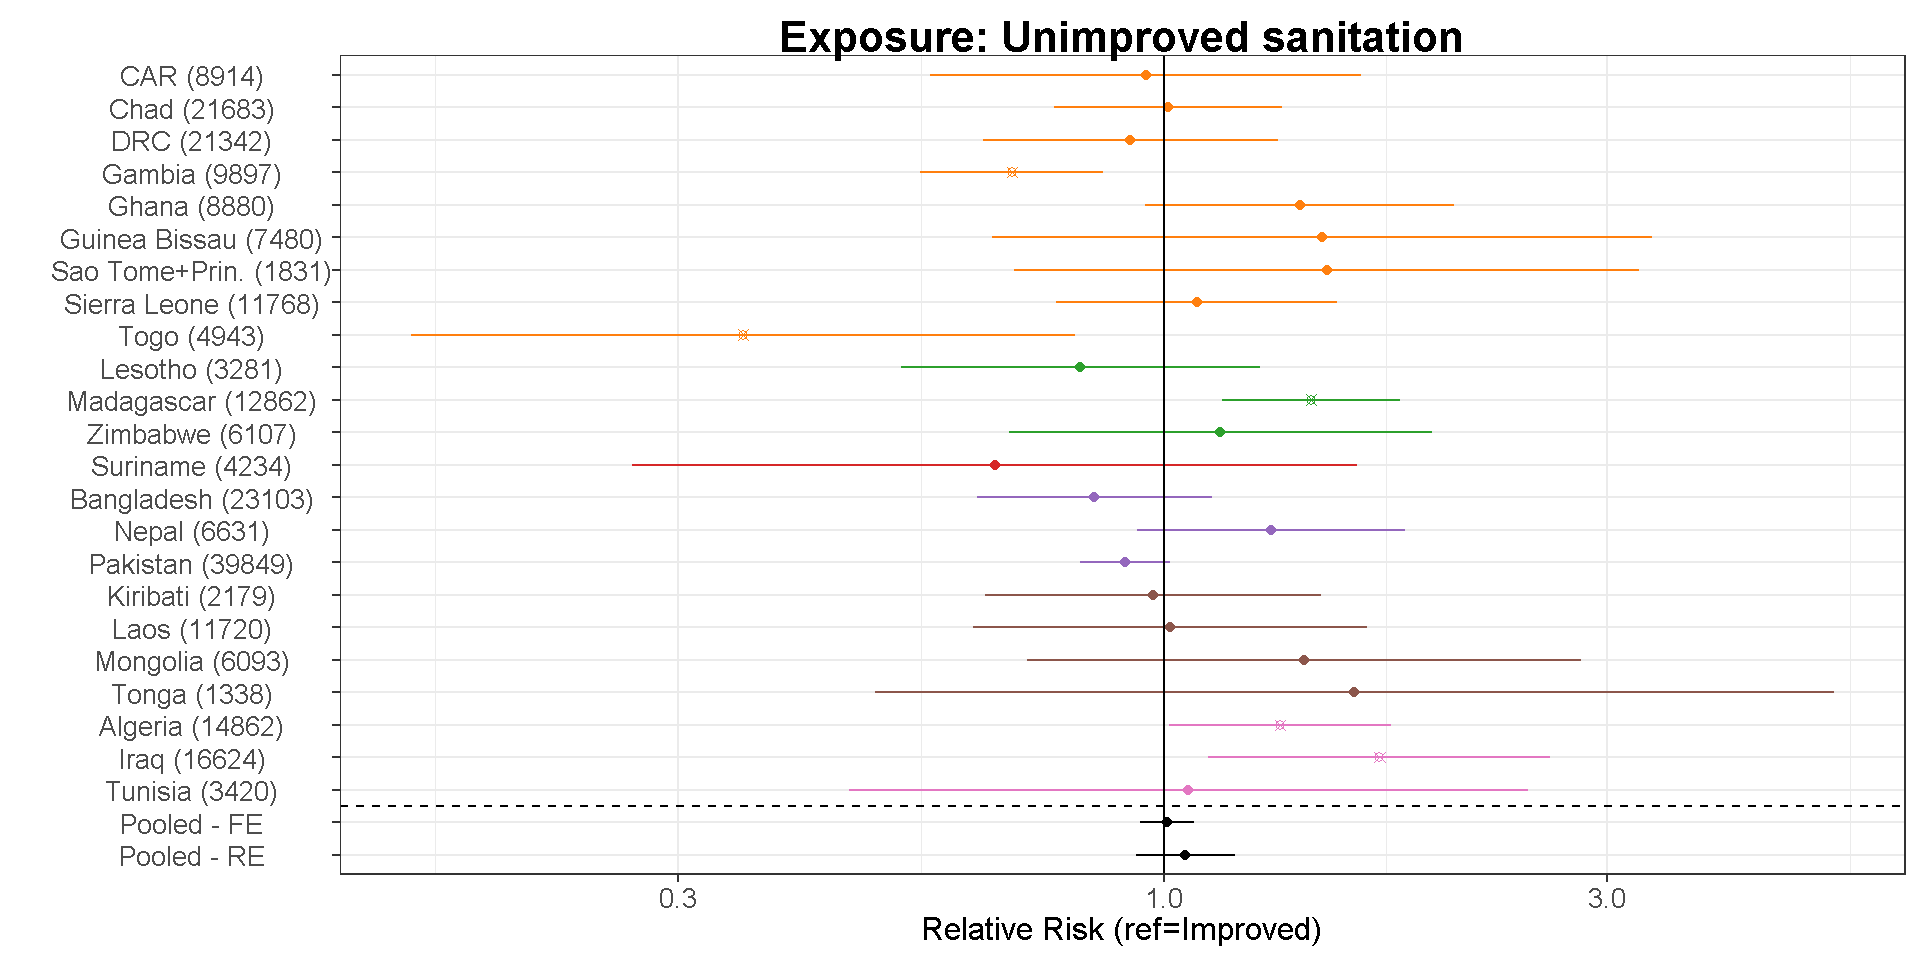 Exposure: Unimproved sanitation
CAR (8914)
Chad (21683)
DRC (21342)
Gambia (9897)
Ghana (8880)
Guinea Bissau (7480)
Sao Tome+Prin. (1831)
Sierra Leone (11768)
Togo (4943)
Lesotho (3281)
Madagascar (12862)
Zimbabwe (6107)
Suriname (4234)
Bangladesh (23103)
Nepal (6631)
Pakistan (39849)
Kiribati (2179)
Laos (11720)
Mongolia (6093)
Tonga (1338)
Algeria (14862)
Iraq (16624)
Tunisia (3420)
Pooled - FE
Pooled - RE
0.3 1.0 3.0
Relative Risk (ref=Improved)